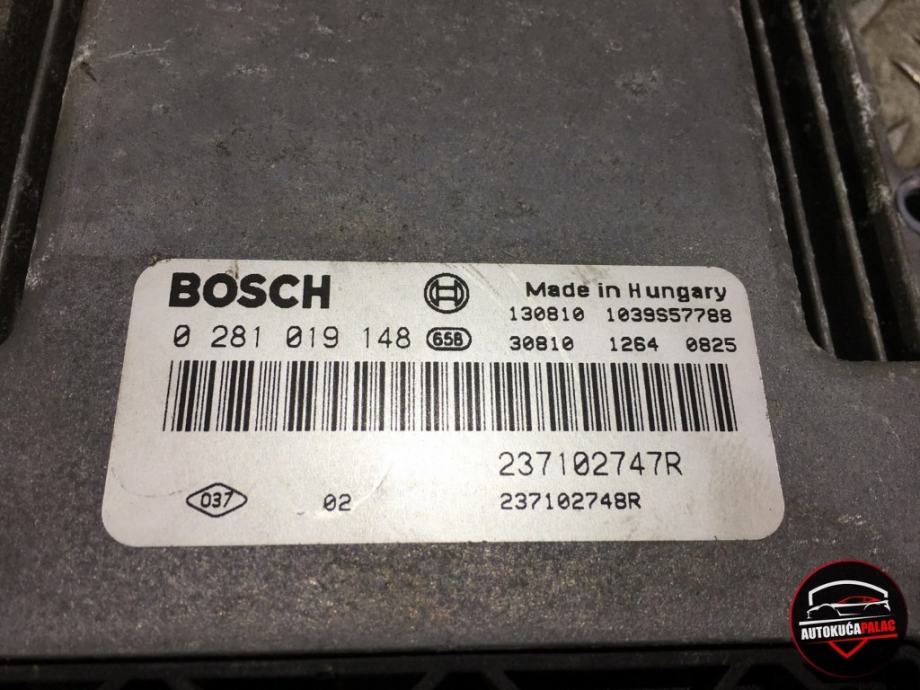 BOSCH
Made in Hungary
130810 1039S57788
0 281 019 148 658 30810 1264 0825
237102747R
037 02 237102748R
AUTOKUĆA PALAC